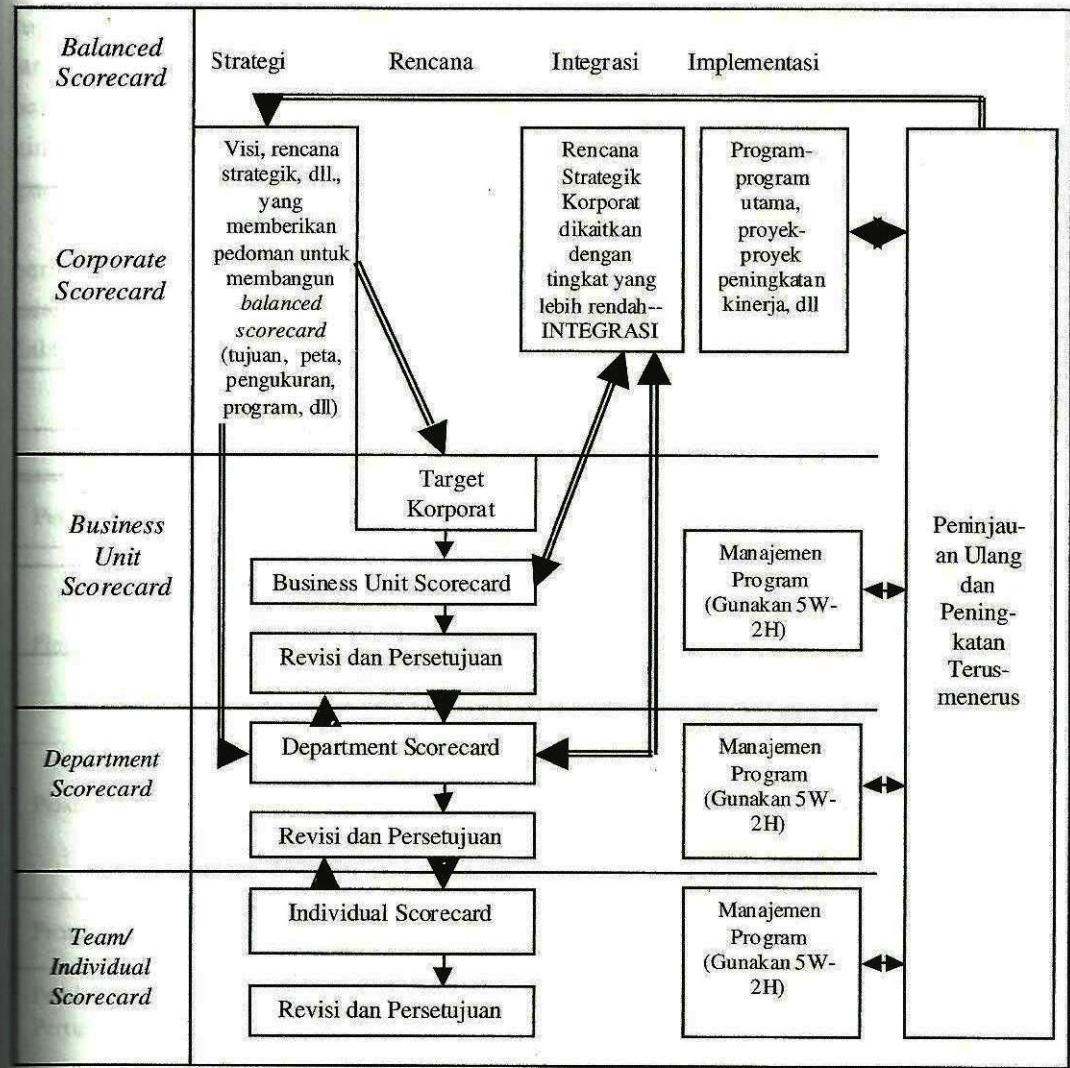 Balanced
Scorecard
Strategi
Rencana
Integrasi
Implementasi
Corporate
Scorecard
Visi, rencana
strategik, dll.,
yang
memberikan
pedoman untuk
membangun
balanced
scorecard
(tujuan, peta,
pengukuran,
program, dll)
Rencana
Strategik
Korporat
dikaitkan
dengan
tingkat yang
lebih rendah--
INTEGRASI
Program-
program
utama,
proyek-
proyek
peningkatan
kinerja, dll
Target
Korporat
Business
Unit
Scorecard
Business Unit Scorecard
Revisi dan Persetujuan
Manajemen
Program
(Gunakan 5W-
2H)
Peninjau-
an Ulang
dan
Pening-
katan
Terus-
menerus
Department
Scorecard
Department Scorecard
Revisi dan Persetujuan
Manajemen
Program
(Gunakan 5W-
2H)
Team/
Individual
Scorecard
Individual Scorecard
Revisi dan Persetujuan
Manajemen
Program
(Gunakan 5W-
2H)